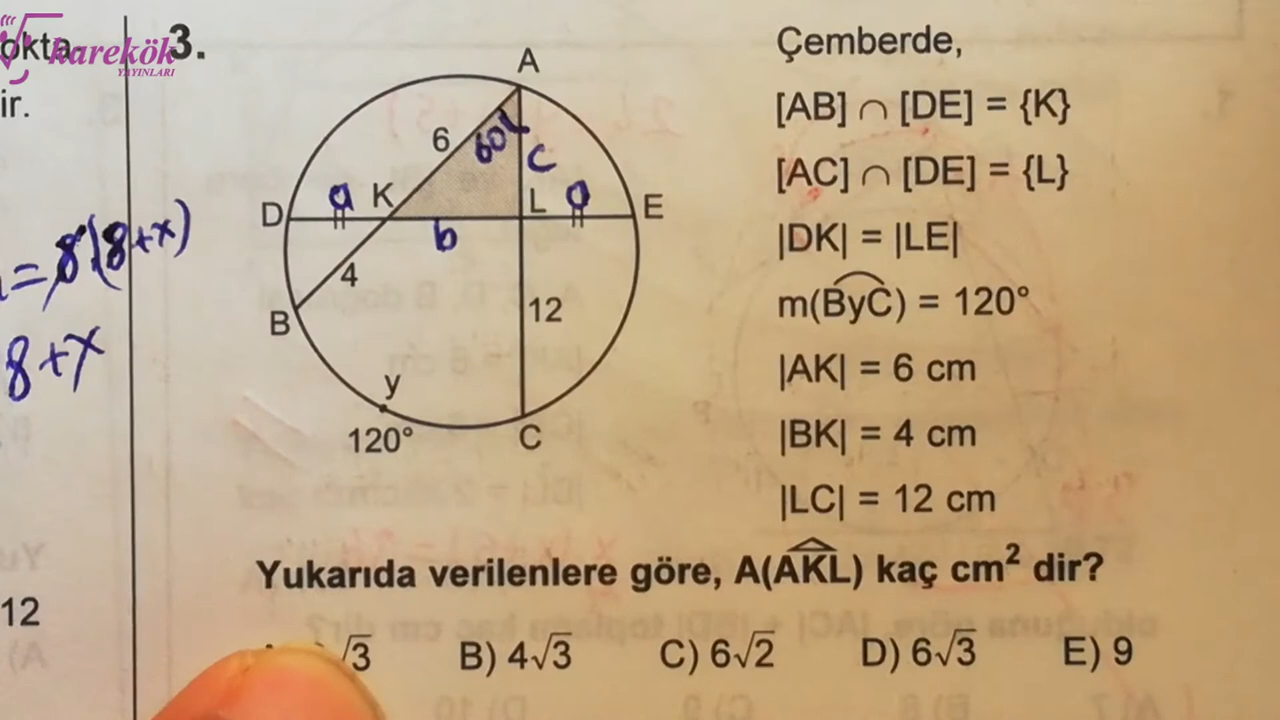 karekök
YAYINLARI
okta-
ir.
= 8(8+x)
8+x
12
3.
A
6
60
c
D
a
K
L
a
E
b
4
B
12
y
120°
C
Çemberde,
[AB] ∩ [DE] = {K}
[AC] ∩ [DE] = {L}
|DK| = |LE|
m(ByC) = 120°
|AK| = 6 cm
|BK| = 4 cm
|LC| = 12 cm
Yukarıda verilenlere göre, A(AKL) kaç cm² dir?
√3 B) 4√3 C) 6√2 D) 6√3 E) 9